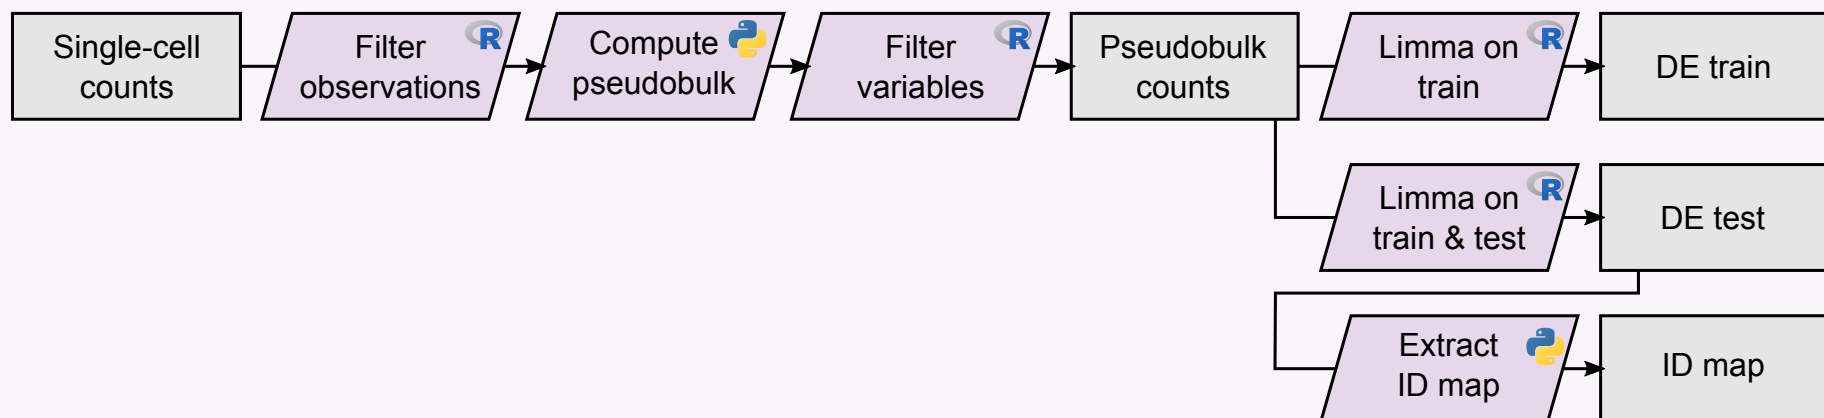 Single-cell
counts
Filter
observations
Compute
pseudobulk
Filter
variables
Pseudobulk
counts
Limma on
train
DE train
Limma on
train & test
DE test
Extract
ID map
ID map